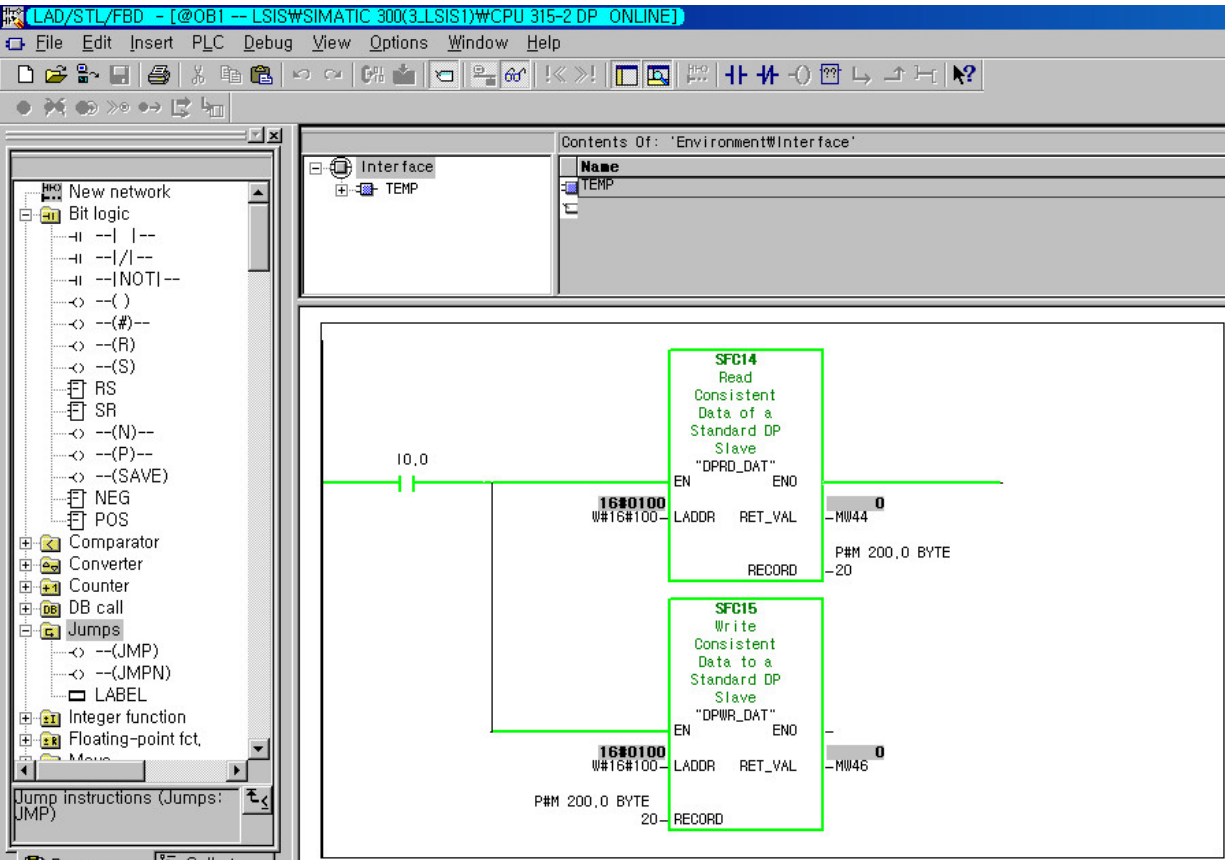 LAD/STL/FBD - [@OB1 -- LSIS₩SIMATIC 300(3_LSIS1)₩CPU 315-2 DP ONLINE]
File Edit Insert PLC Debug View Options Window Help
New network
Bit logic
--| |--
--|/|--
--|NOT|--
--( )
--(#)--
--(R)
--(S)
RS
SR
--(N)--
--(P)--
--(SAVE)
NEG
POS
Comparator
Converter
Counter
DB call
Jumps
--(JMP)
--(JMPN)
LABEL
Integer function
Floating-point fct,
Move
Jump instructions (Jumps:
JMP)
Interface
TEMP
Contents Of: 'Environment₩Interface'
Name
TEMP
I0,0
SFC14
Read
Consistent
Data of a
Standard DP
Slave
"DPRD_DAT"
EN ENO
16#0100 0
W#16#100 LADDR RET_VAL MW44
P#M 200,0 BYTE
RECORD 20
SFC15
Write
Consistent
Data to a
Standard DP
Slave
"DPWR_DAT"
EN ENO
16#0100 0
W#16#100 LADDR RET_VAL MW46
P#M 200,0 BYTE
20 RECORD